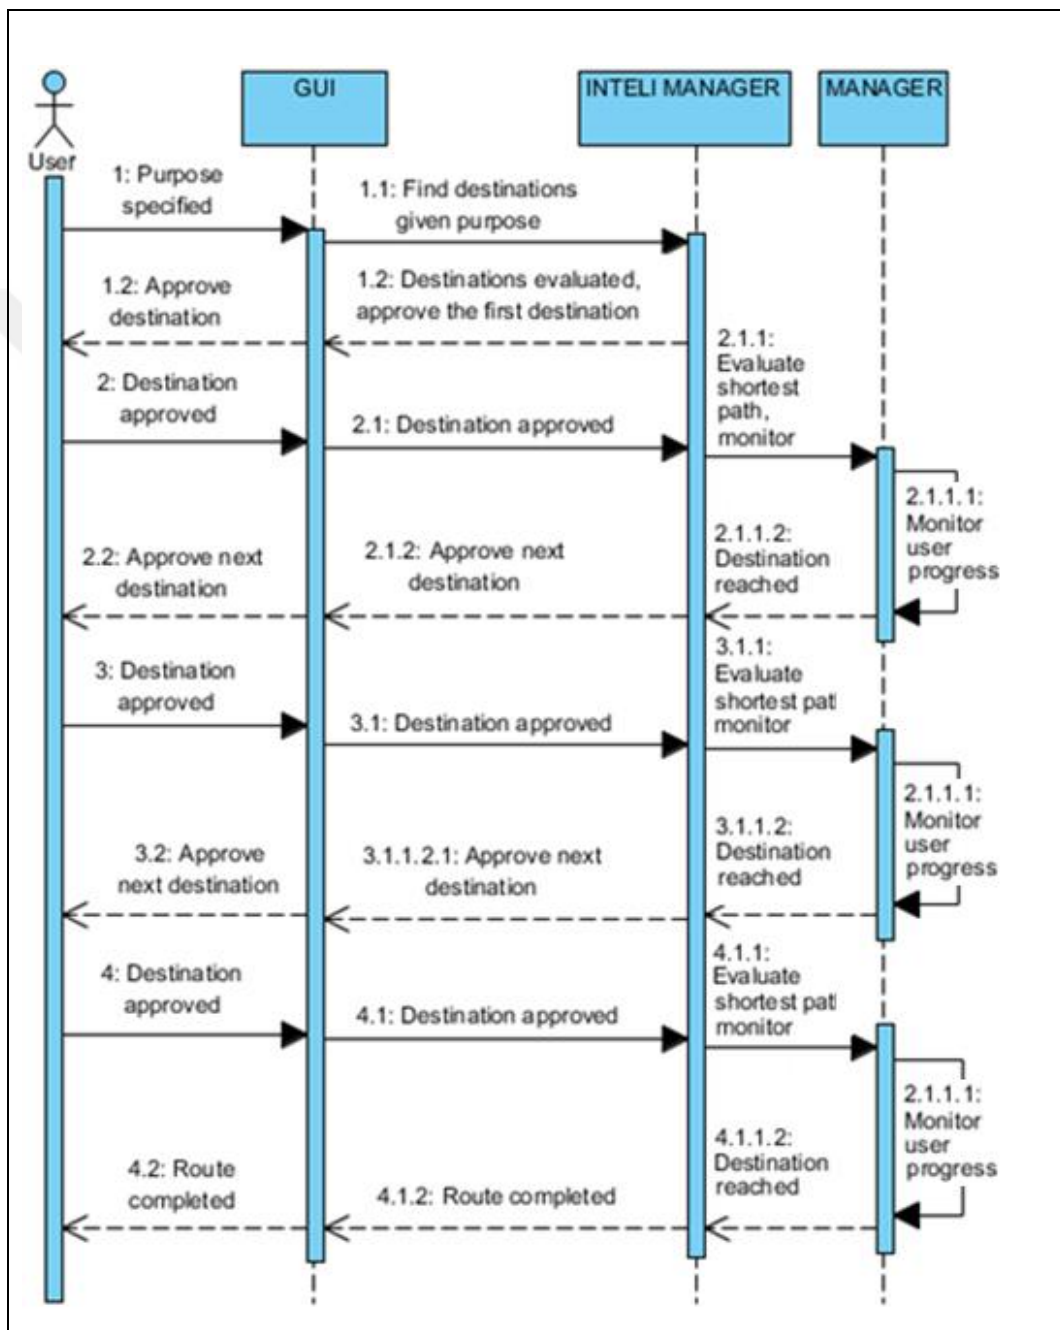 GUI
INTELI MANAGER
MANAGER
User
1: Purpose
specified
1.1: Find destinations
given purpose
1.2: Approve
destination
1.2: Destinations evaluated,
approve the first destination
2: Destination
approved
2.1: Destination approved
2.1.1:
Evaluate
shortest
path,
monitor
2.1.1.1:
Monitor
user
progress
2.2: Approve next
destination
2.1.2: Approve next
destination
2.1.1.2:
Destination
reached
3: Destination
approved
3.1: Destination approved
3.1.1:
Evaluate
shortest pat
monitor
2.1.1.1:
Monitor
user
progress
3.2: Approve
next destination
3.1.1.2.1: Approve next
destination
3.1.1.2:
Destination
reached
4: Destination
approved
4.1: Destination approved
4.1.1:
Evaluate
shortest pat
monitor
2.1.1.1:
Monitor
user
progress
4.2: Route
completed
4.1.2: Route completed
4.1.1.2:
Destination
reached